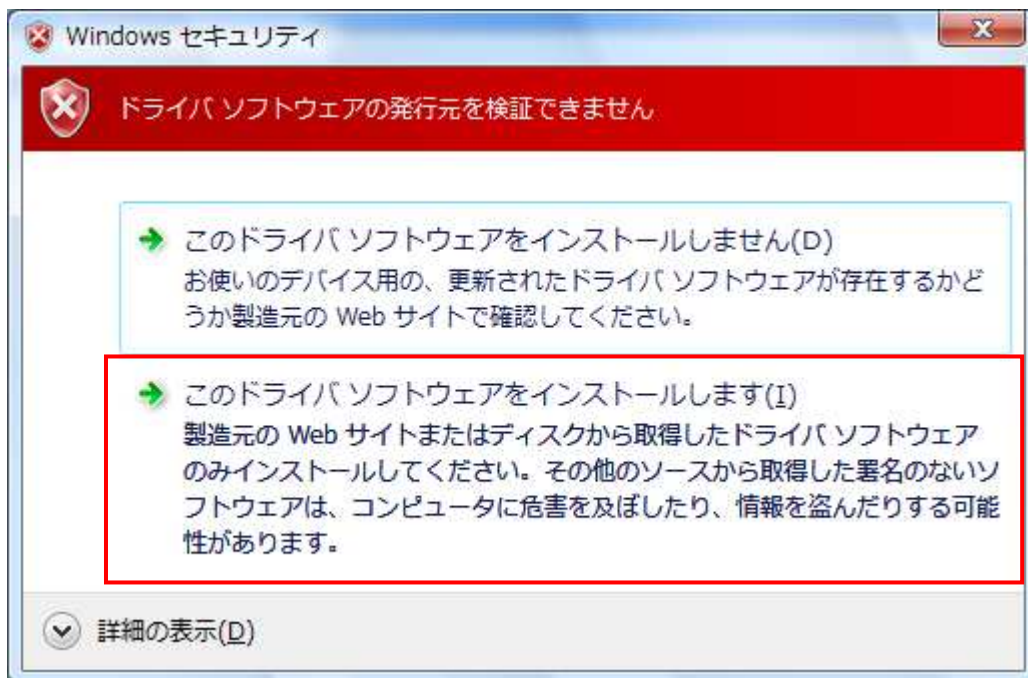 Windows セキュリティ
ドライバ ソフトウェアの発行元を検証できません
このドライバ ソフトウェアをインストールしません(D)
お使いのデバイス用の、更新されたドライバ ソフトウェアが存在するかど
うか製造元の Web サイトで確認してください。
このドライバ ソフトウェアをインストールします(I)
製造元の Web サイトまたはディスクから取得したドライバ ソフトウェア
のみインストールしてください。その他のソースから取得した署名のないソ
フトウェアは、コンピュータに危害を及ぼしたり、情報を盗んだりする可能
性があります。
詳細の表示(D)